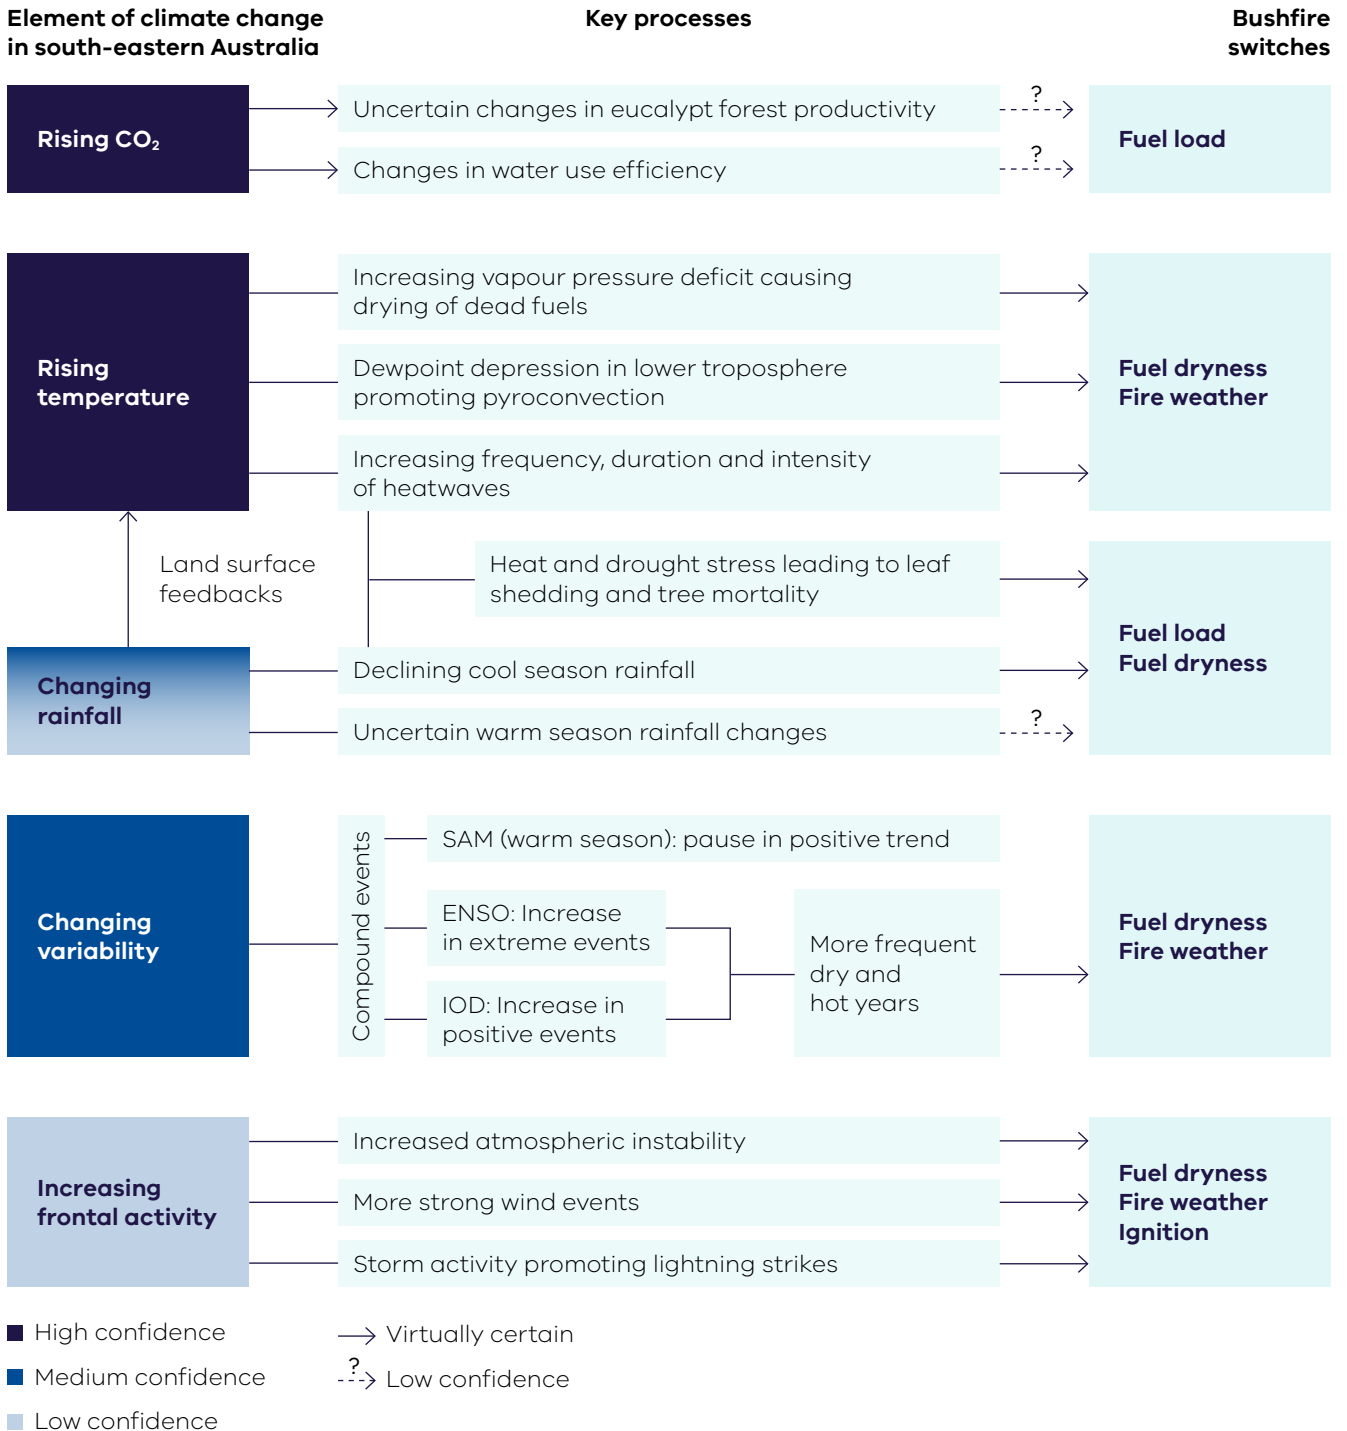 Element of climate change
in south-eastern Australia
Key processes
Bushfire
switches
Rising CO₂
Uncertain changes in eucalypt forest productivity
?
Changes in water use efficiency
?
Fuel load
Rising
temperature
Increasing vapour pressure deficit causing
drying of dead fuels
Dewpoint depression in lower troposphere
promoting pyroconvection
Increasing frequency, duration and intensity
of heatwaves
Fuel dryness
Fire weather
Land surface
feedbacks
Heat and drought stress leading to leaf
shedding and tree mortality
Changing
rainfall
Declining cool season rainfall
Uncertain warm season rainfall changes
?
Fuel load
Fuel dryness
Changing
variability
Compound events
SAM (warm season): pause in positive trend
ENSO: Increase
in extreme events
IOD: Increase in
positive events
More frequent
dry and
hot years
Fuel dryness
Fire weather
Increasing
frontal activity
Increased atmospheric instability
More strong wind events
Storm activity promoting lightning strikes
Fuel dryness
Fire weather
Ignition
High confidence
Medium confidence
Low confidence
Virtually certain
?
Low confidence